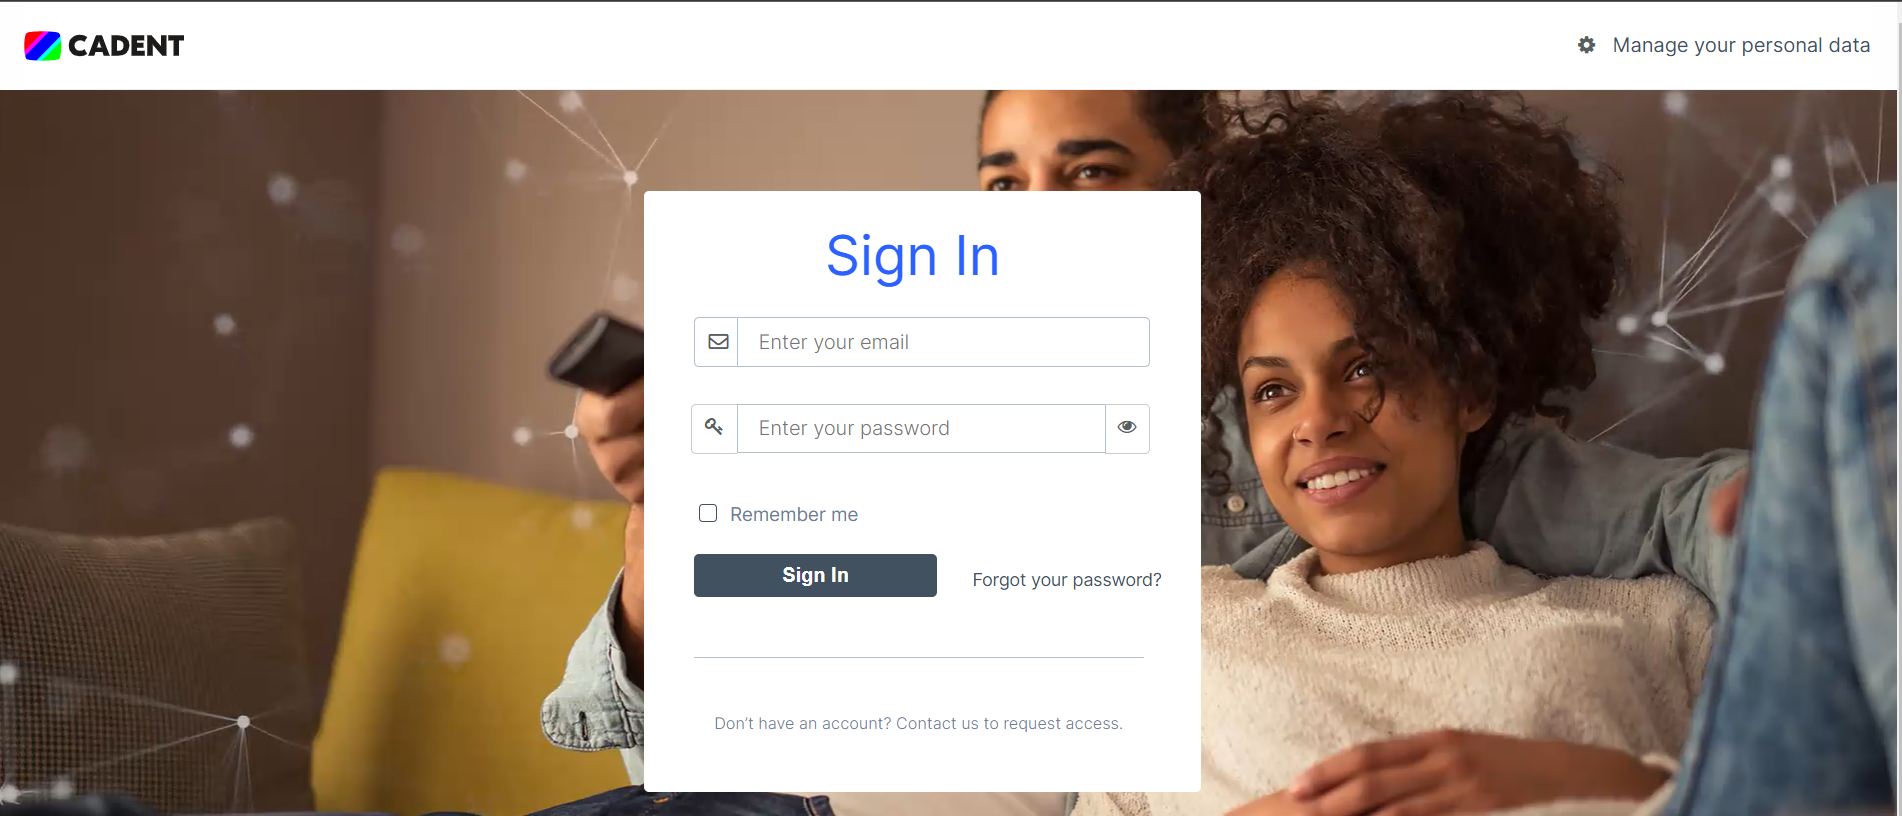 CADENT
Manage your personal data
Sign In
Enter your email
Enter your password
Remember me
Sign In
Forgot your password?
Don't have an account? Contact us to request access.